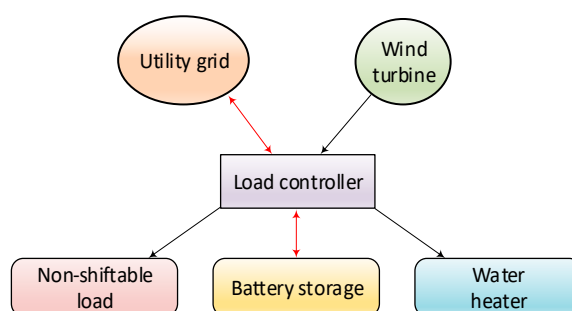 Utility grid
Wind
turbine
Load controller
Non-shiftable
load
Battery storage
Water
heater